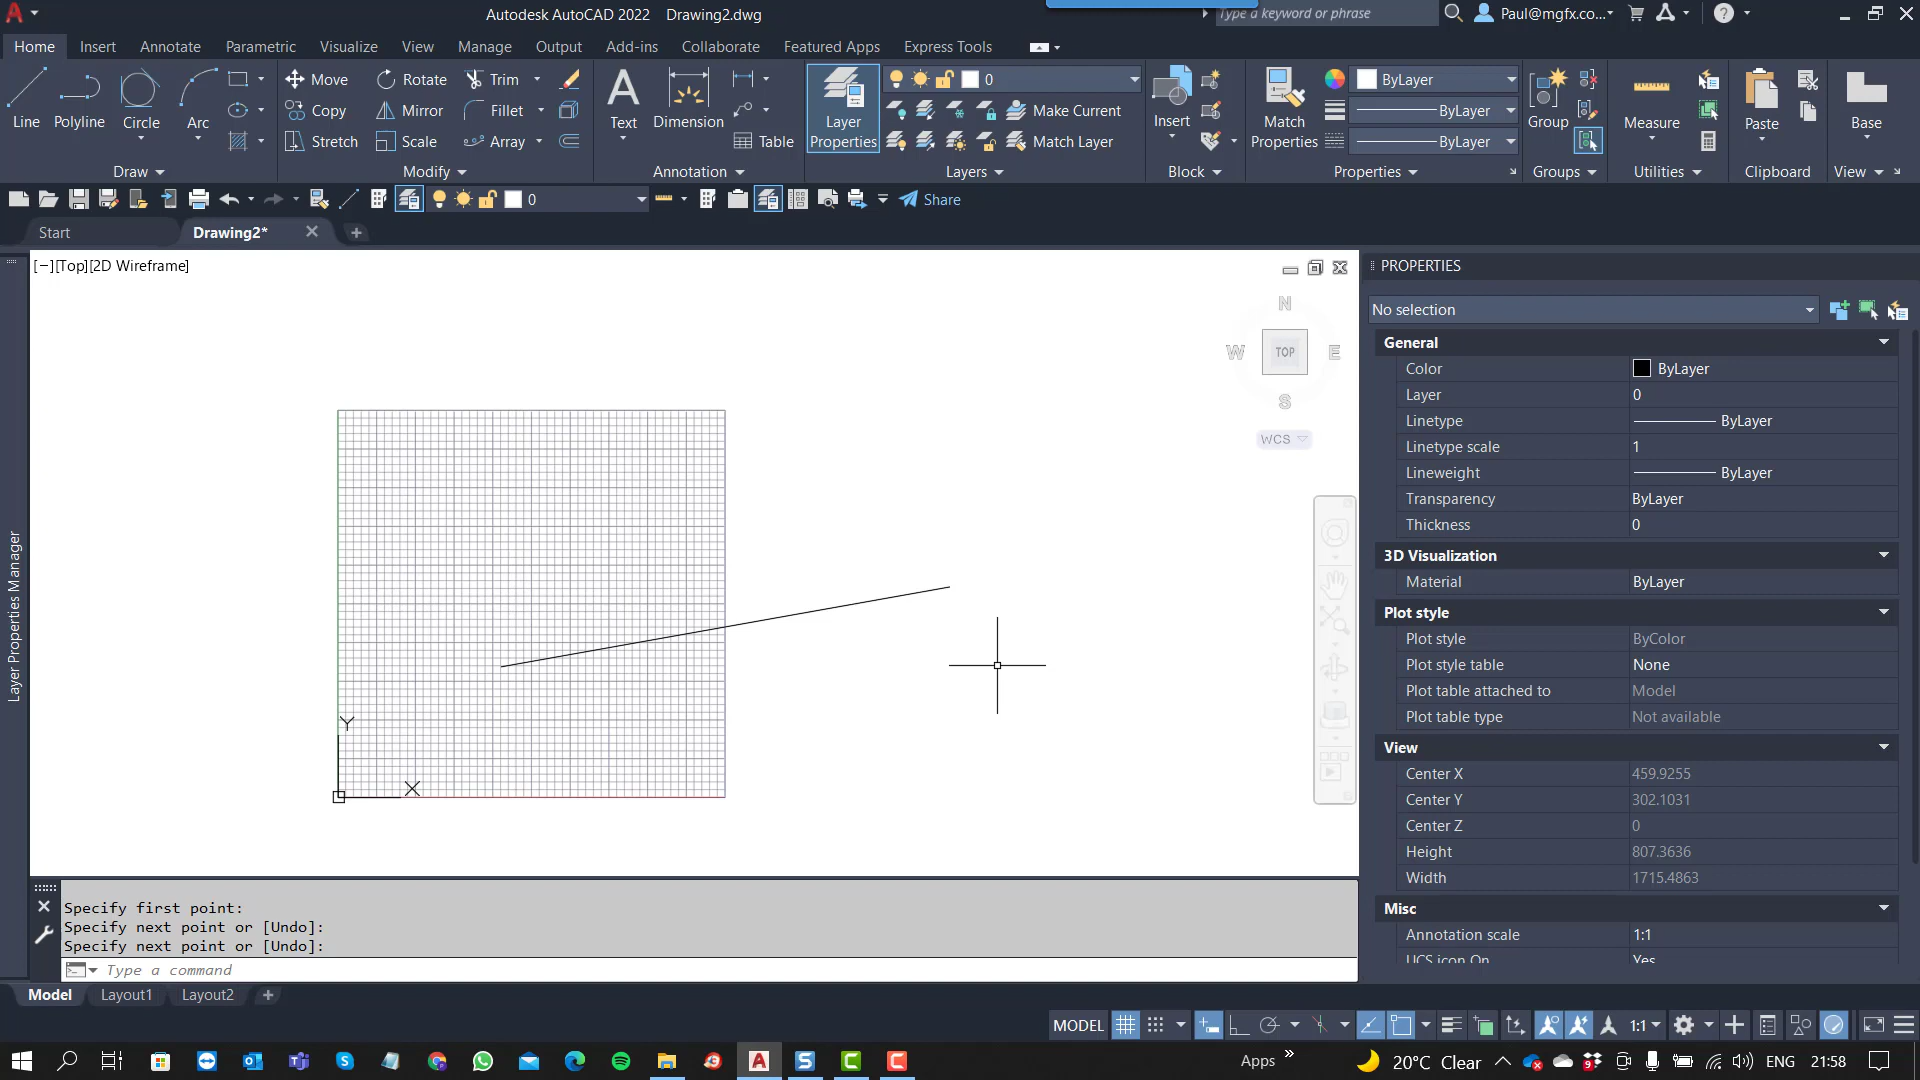 Autodesk AutoCAD 2022 Drawing2.dwg
Type a keyword or phrase
Paul@mgfx.co...
Home Insert Annotate Parametric Visualize View Manage Output Add-ins Collaborate Featured Apps Express Tools
Line Polyline Circle Arc
Move Rotate Trim
Copy Mirror Fillet
Stretch Scale Array
Text Dimension Table
Layer Properties
0
Make Current
Match Layer
Insert
Match Properties
ByLayer
ByLayer
ByLayer
Group Measure Paste Base
Draw Modify Annotation Layers Block Properties Groups Utilities Clipboard View
0 Share
Start Drawing2*
[−][Top][2D Wireframe]
N
W TOP E
S
WCS
Y
X
Layer Properties Manager
PROPERTIES
No selection
General
Color ByLayer
Layer 0
Linetype ByLayer
Linetype scale 1
Lineweight ByLayer
Transparency ByLayer
Thickness 0
3D Visualization
Material ByLayer
Plot style
Plot style ByColor
Plot style table None
Plot table attached to Model
Plot table type Not available
View
Center X 459.9255
Center Y 302.1031
Center Z 0
Height 807.3636
Width 1715.4863
Misc
Annotation scale 1:1
UCS icon On Yes
Specify first point:
Specify next point or [Undo]:
Specify next point or [Undo]:
Type a command
Model Layout1 Layout2
MODEL 1:1
Apps 20°C Clear ENG 21:58